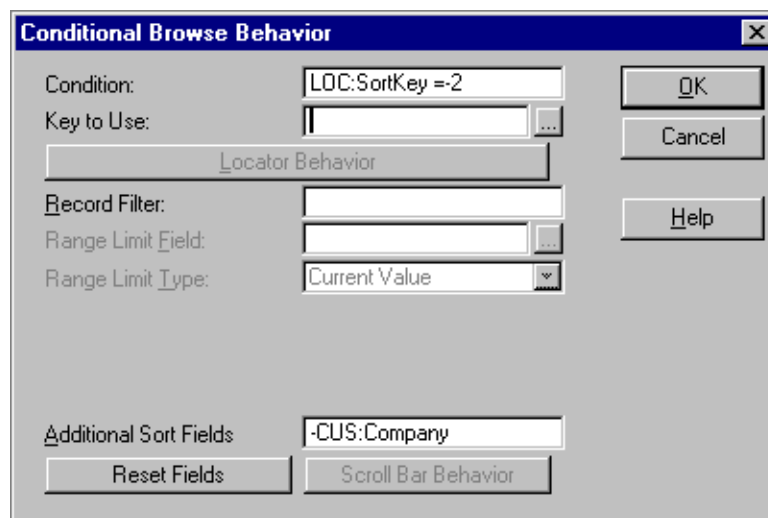 Conditional Browse Behavior
Condition: LOC:SortKey =-2 OK
Key to Use: ... Cancel
Locator Behavior
Record Filter: Help
Range Limit Field: ...
Range Limit Type: Current Value
Additional Sort Fields -CUS:Company
Reset Fields Scroll Bar Behavior